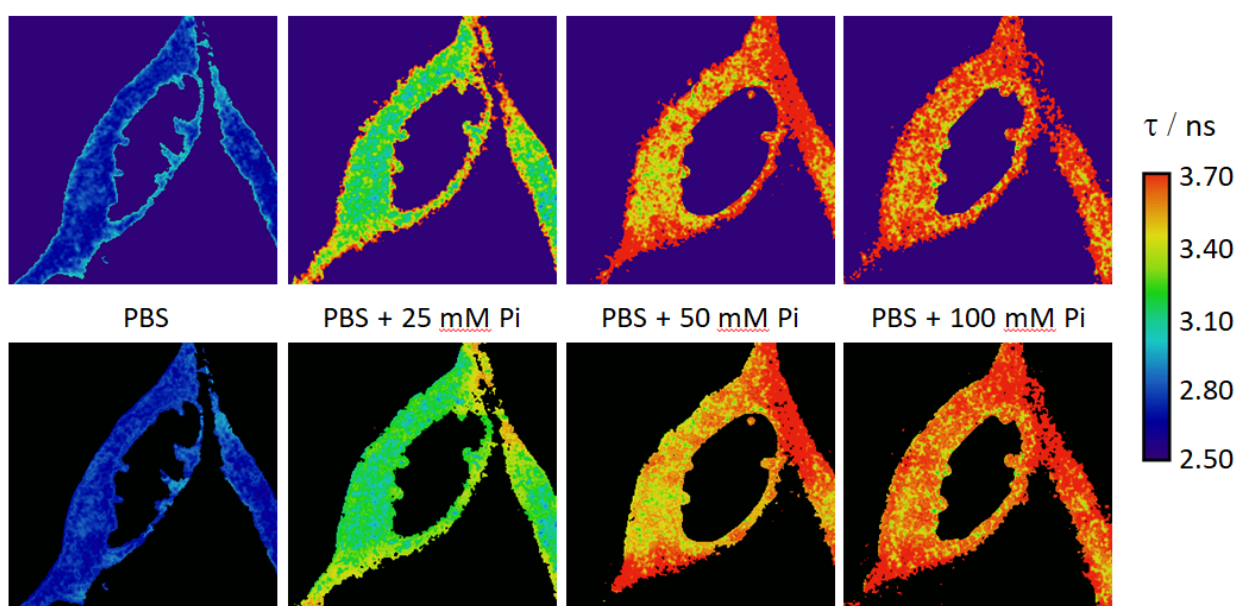 τ / ns
3.70
3.40
3.10
2.80
2.50
PBS
PBS + 25 mM Pi
PBS + 50 mM Pi
PBS + 100 mM Pi